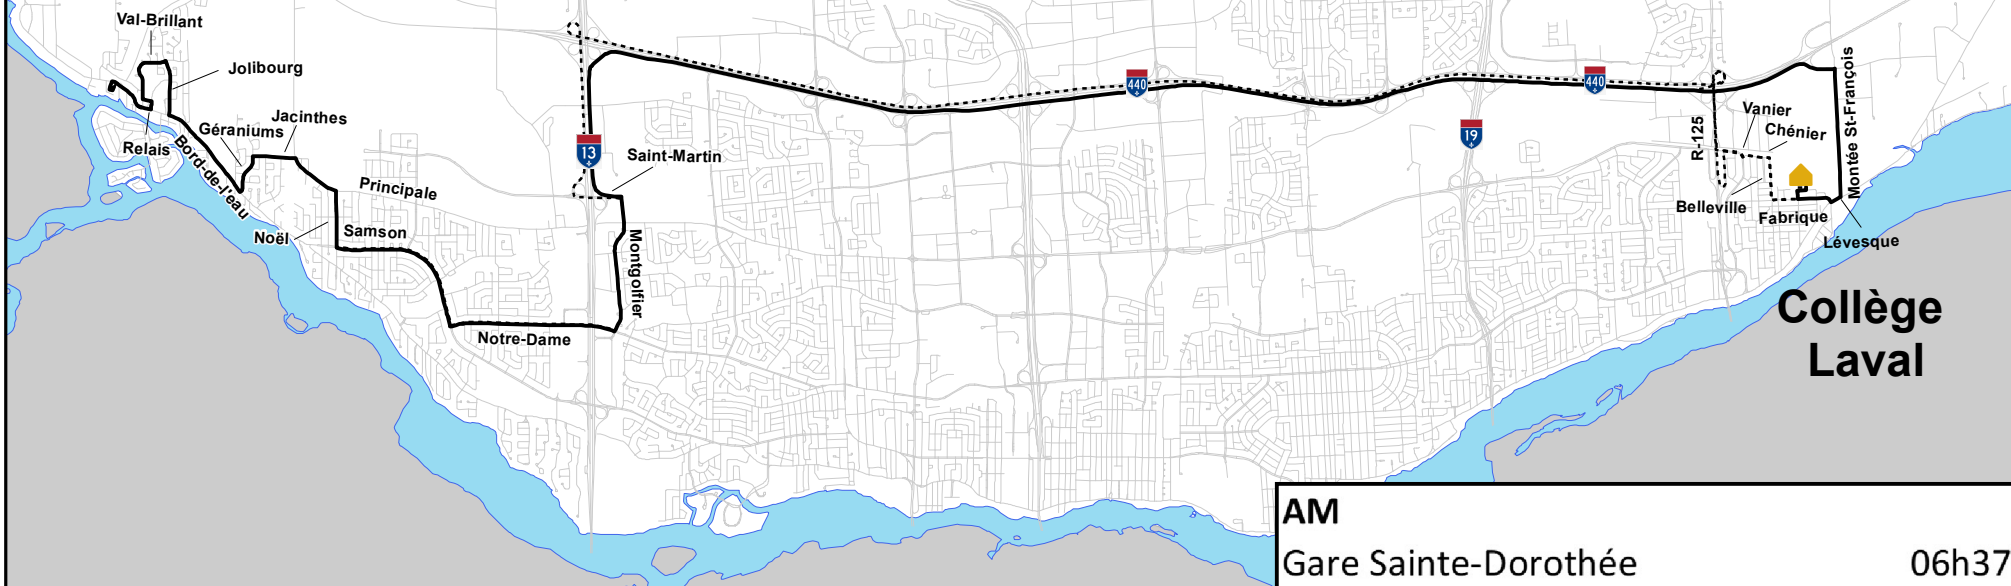 Val-Brillant
Jolibourg
Jacinthes
Géraniums
Relais
Bord-de-l'eau
Principale
Noël
Samson
Notre-Dame
Montgolfier
13
Saint-Martin
440
19
440
R-125
Vanier
Chénier
Belleville
Fabrique
Montée St-François
Lévesque
Collège
Laval
AM
Gare Sainte-Dorothée 06h37